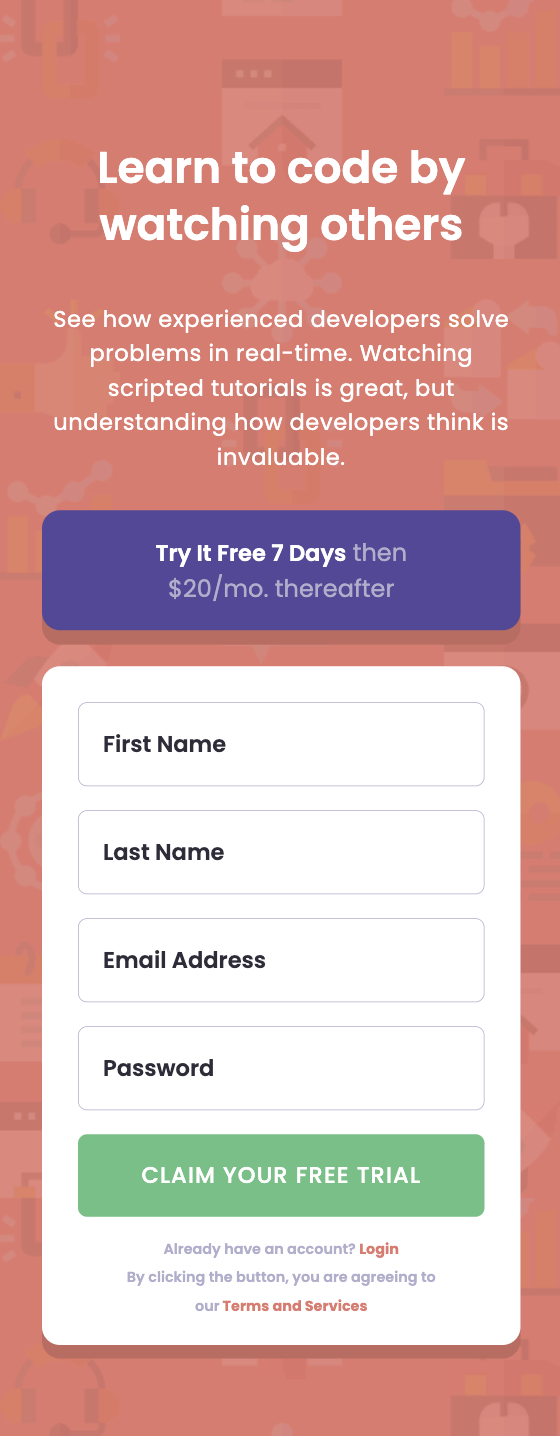 Learn to code by
watching others
See how experienced developers solve
problems in real-time. Watching
scripted tutorials is great, but
understanding how developers think is
invaluable.
Try It Free 7 Days then
$20/mo. thereafter
First Name
Last Name
Email Address
Password
CLAIM YOUR FREE TRIAL
Already have an account? Login
By clicking the button, you are agreeing to
our Terms and Services